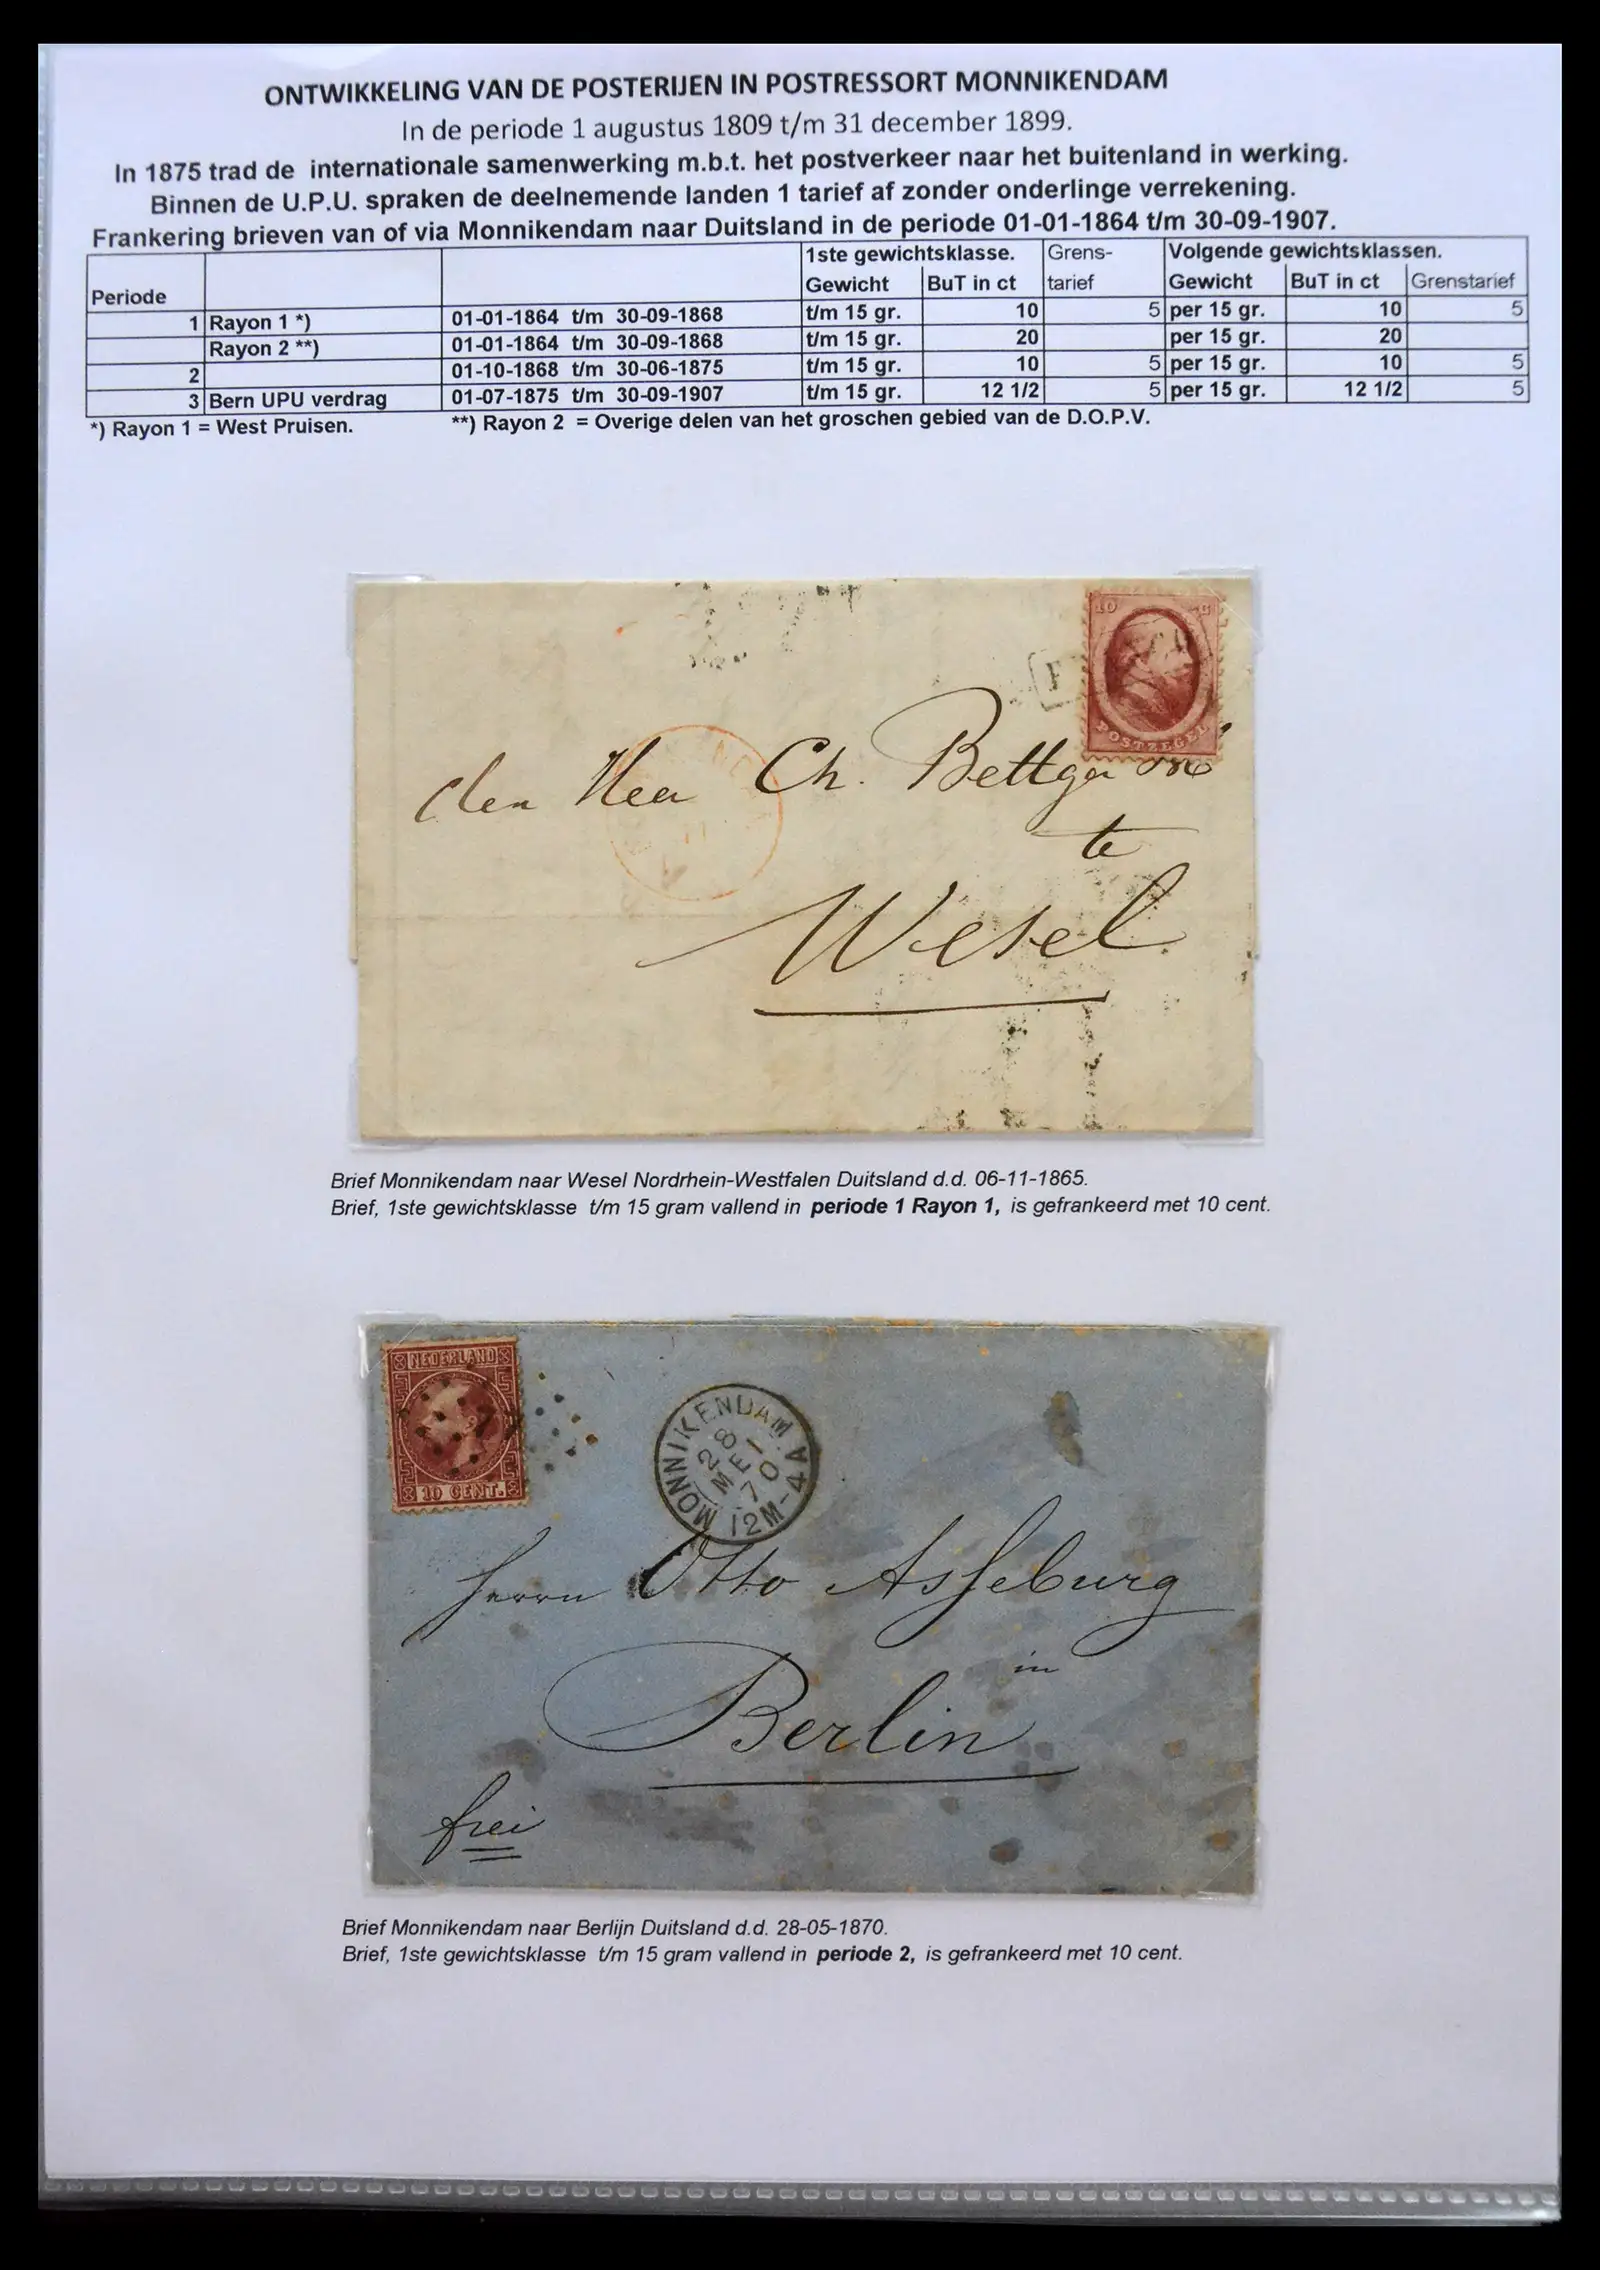 ONTWIKKELING VAN DE POSTERIJEN IN POSTRESSORT MONNIKENDAM
In de periode 1 augustus 1809 t/m 31 december 1899.
In 1875 trad de internationale samenwerking m.b.t. het postverkeer naar het buitenland in werking.
Binnen de U.P.U. spraken de deelnemende landen 1 tarief af zonder onderlinge verrekening.
Frankering brieven van of via Monnikendam naar Duitsland in de periode 01-01-1864 t/m 30-09-1907.
1ste gewichtsklasse. Grens- Volgende gewichtsklassen.
Periode Gewicht BuT in ct tarief Gewicht BuT in ct Grenstarief
1 Rayon 1 *) 01-01-1864 t/m 30-09-1868 t/m 15 gr. 10 5 per 15 gr. 10 5
Rayon 2 **) 01-01-1864 t/m 30-09-1868 t/m 15 gr. 20 per 15 gr. 20
2 01-10-1868 t/m 30-06-1875 t/m 15 gr. 10 5 per 15 gr. 10 5
3 Bern UPU verdrag 01-07-1875 t/m 30-09-1907 t/m 15 gr. 12 1/2 5 per 15 gr. 12 1/2 5
*) Rayon 1 = West Pruisen. **) Rayon 2 = Overige delen van het groschen gebied van de D.O.P.V.
10 C
POSTZEGEL
den Heer Ch.
te
Wesel
Brief Monnikendam naar Wesel Nordrhein-Westfalen Duitsland d.d. 06-11-1865.
Brief, 1ste gewichtsklasse t/m 15 gram vallend in periode 1 Rayon 1, is gefrankeerd met 10 cent.
NEDERLAND
10 CENT.
MONNIKENDAM
28
MEI
70
12M-4A
Herrn Otto Asseburg
in
Berlin
frei
Brief Monnikendam naar Berlijn Duitsland d.d. 28-05-1870.
Brief, 1ste gewichtsklasse t/m 15 gram vallend in periode 2, is gefrankeerd met 10 cent.